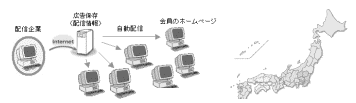 配信企業
Internet
広告保存
(配信情報)
自動配信
会員のホームページ